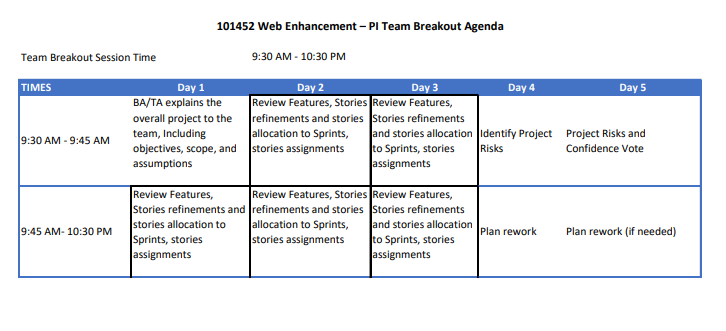 101452 Web Enhancement – PI Team Breakout Agenda
Team Breakout Session Time 9:30 AM - 10:30 PM
TIMES Day 1 Day 2 Day 3 Day 4 Day 5
9:30 AM - 9:45 AM
BA/TA explains the
overall project to the
team, Including
objectives, scope, and
assumptions
Review Features, Stories
refinements and stories
allocation to Sprints,
stories assignments
Review Features,
Stories refinements
and stories allocation
to Sprints, stories
assignments
Identify Project
Risks
Project Risks and
Confidence Vote
9:45 AM- 10:30 PM
Review Features,
Stories refinements and
stories allocation to
Sprints, stories
assignments
Review Features, Stories
refinements and stories
allocation to Sprints,
stories assignments
Review Features,
Stories refinements
and stories allocation
to Sprints, stories
assignments
Plan rework
Plan rework (if needed)